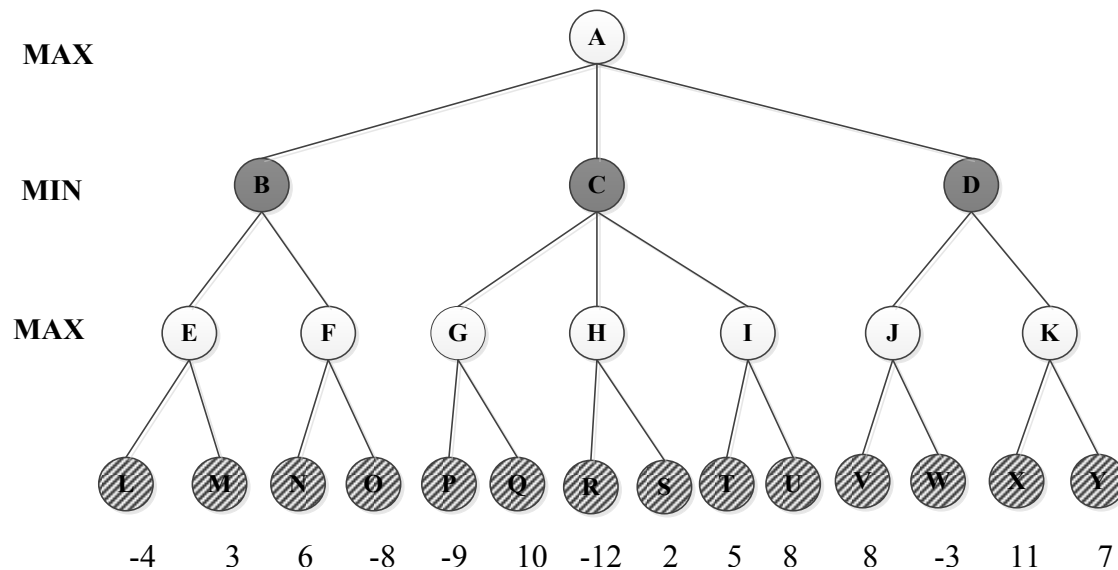 MAX
A
MIN
B C D
MAX
E F G H I J K
L M N O P Q R S T U V W X Y
-4 3 6 -8 -9 10 -12 2 5 8 8 -3 11 7